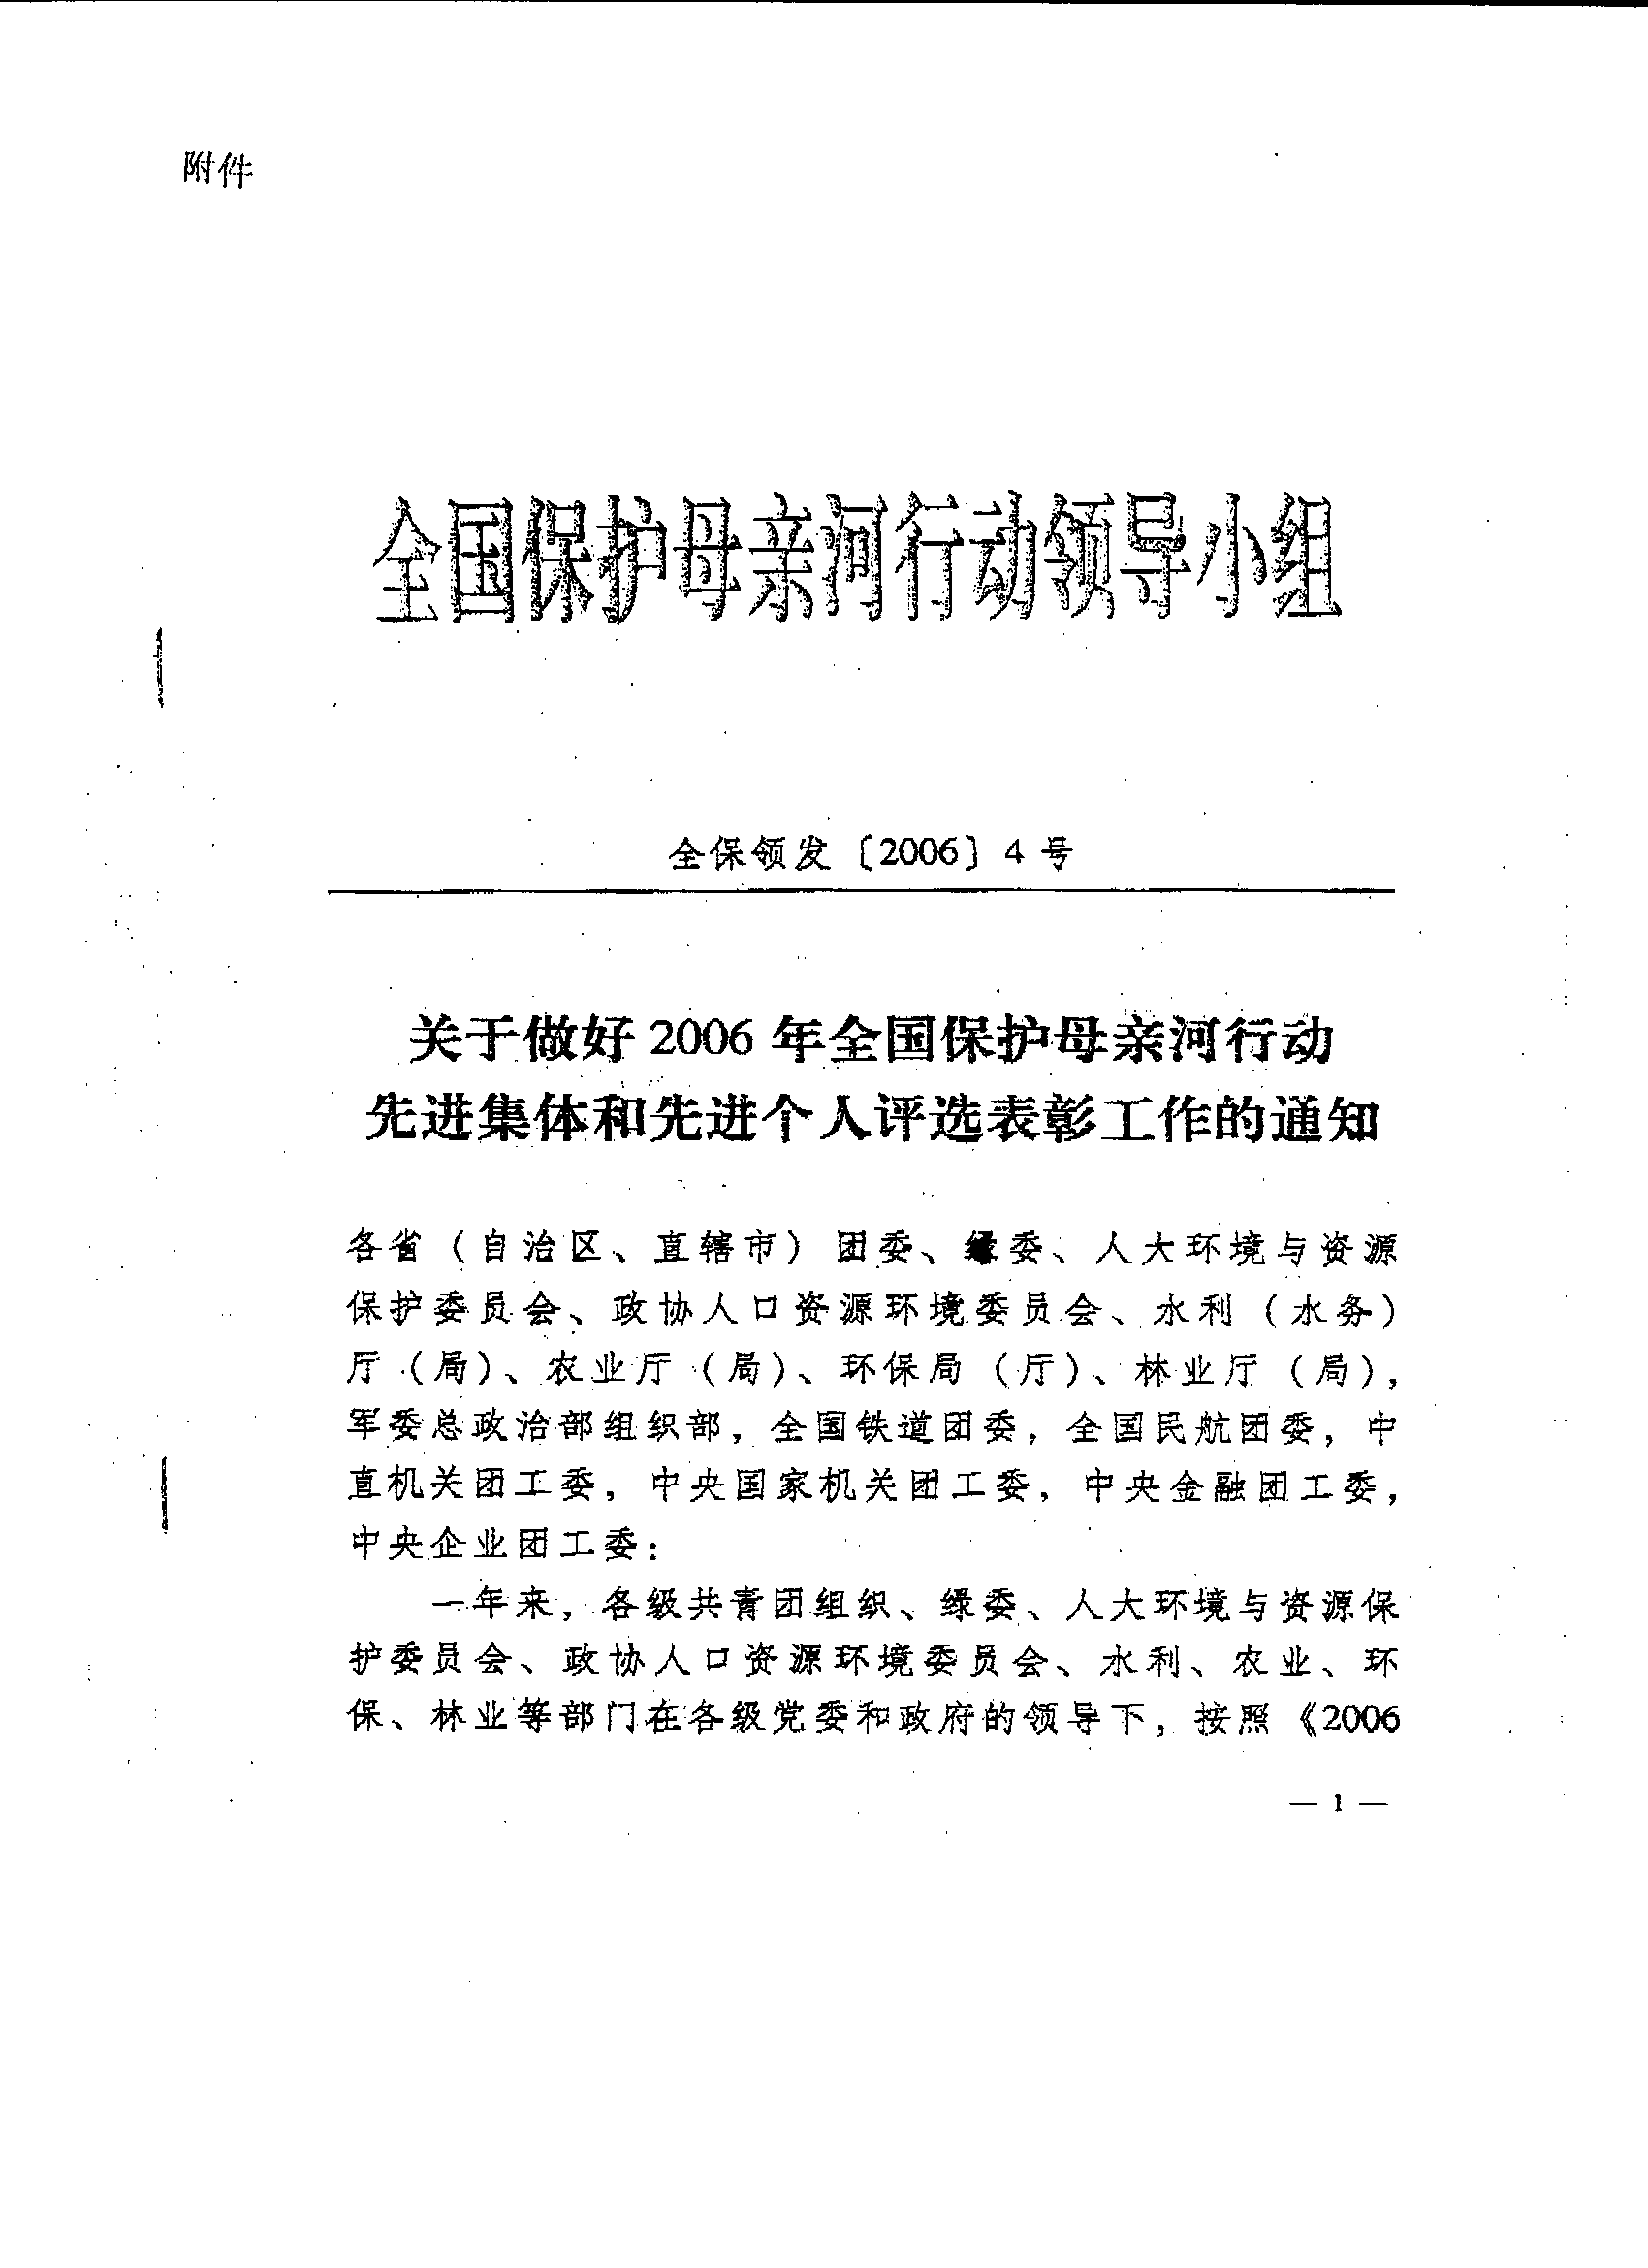 附件
全国保护母亲河行动领导小组
全保领发〔2006〕4号
关于做好2006年全国保护母亲河行动
先进集体和先进个人评选表彰工作的通知
各省（自治区、直辖市）团委、绿委、人大环境与资源
保护委员会、政协人口资源环境委员会、水利（水务）
厅（局）、农业厅（局）、环保局（厅）、林业厅（局），
军委总政治部组织部，全国铁道团委，全国民航团委，中
直机关团工委，中央国家机关团工委，中央金融团工委，
中央企业团工委：
一年来，各级共青团组织、绿委、人大环境与资源保
护委员会、政协人口资源环境委员会、水利、农业、环
保、林业等部门在各级党委和政府的领导下，按照《2006
— 1 —